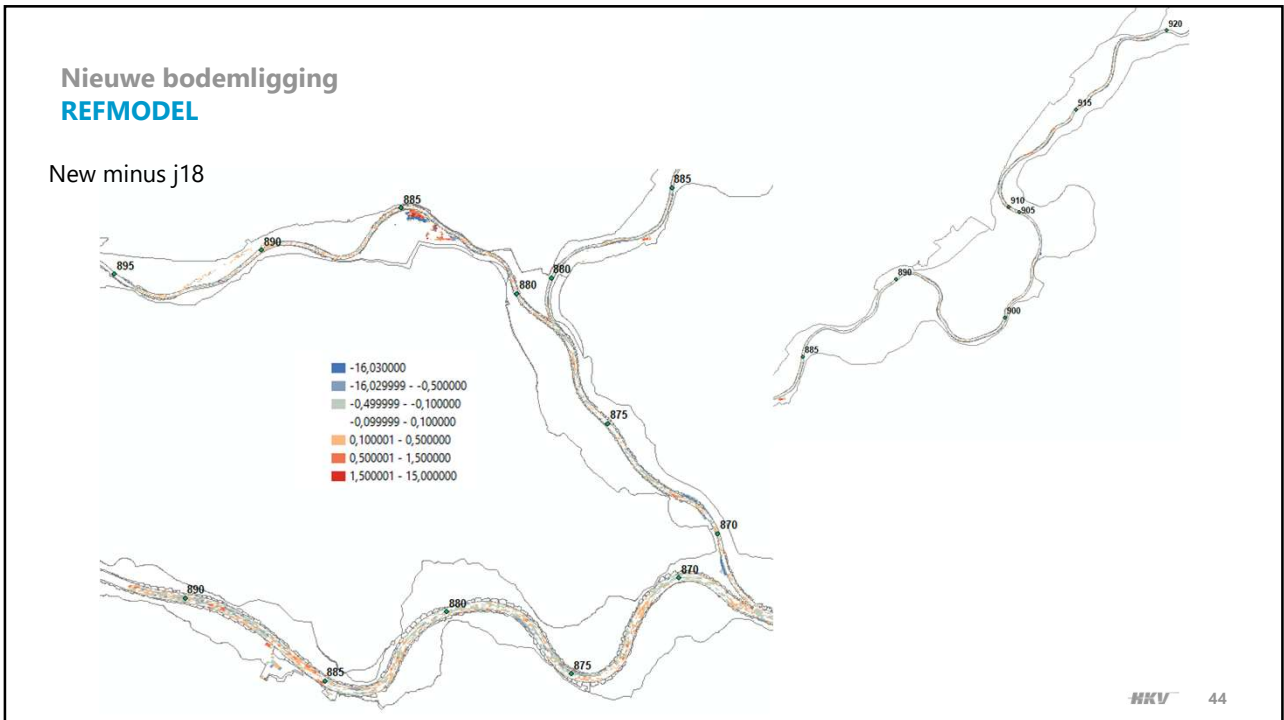 Nieuwe bodemligging
REFMODEL
New minus j18
920
915
910
905
900
890
885
885
885
890
895
880
880
875
870
-16,030000
-16,029999 - -0,500000
-0,499999 - -0,100000
-0,099999 - 0,100000
0,100001 - 0,500000
0,500001 - 1,500000
1,500001 - 15,000000
890
885
880
875
870
HKV
44